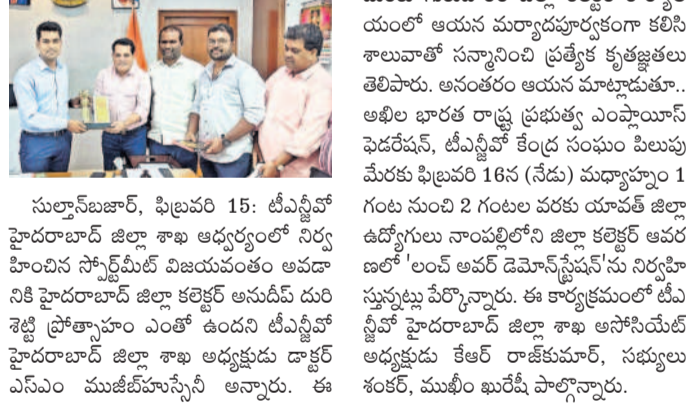 సుల్తాన్‌బజార్, ఫిబ్రవరి 15: టీఎన్జీవో
హైదరాబాద్ జిల్లా శాఖ ఆధ్వర్యంలో నిర్వ
హించిన స్పోర్ట్‌మీట్ విజయవంతం అవడా
నికి హైదరాబాద్ జిల్లా కలెక్టర్ అనుదీప్ దురి
శెట్టి ప్రోత్సాహం ఎంతో ఉందని టీఎన్జీవో
హైదరాబాద్ జిల్లా శాఖ అధ్యక్షుడు డాక్టర్
ఎస్ఎం ముజీబ్‌హుస్సేనీ అన్నారు. ఈ
యంలో ఆయన మర్యాదపూర్వకంగా కలిసి
శాలువాతో సన్మానించి ప్రత్యేక కృతజ్ఞతలు
తెలిపారు. అనంతరం ఆయన మాట్లాడుతూ..
అఖిల భారత రాష్ట్ర ప్రభుత్వ ఎంప్లాయీస్
ఫెడరేషన్, టీఎన్జీవో కేంద్ర సంఘం పిలుపు
మేరకు ఫిబ్రవరి 16న (నేడు) మధ్యాహ్నం 1
గంట నుంచి 2 గంటల వరకు యావత్ జిల్లా
ఉద్యోగులు నాంపల్లిలోని జిల్లా కలెక్టర్ ఆవర
ణలో 'లంచ్ అవర్ డెమోన్‌స్ట్రేషన్'ను నిర్వహి
స్తున్నట్లు పేర్కొన్నారు. ఈ కార్యక్రమంలో టీఎ
న్జీవో హైదరాబాద్ జిల్లా శాఖ అసోసియేట్
అధ్యక్షుడు కేఆర్ రాజ్‌కుమార్, సభ్యులు
శంకర్, ముఖీం ఖురేషీ పాల్గొన్నారు.